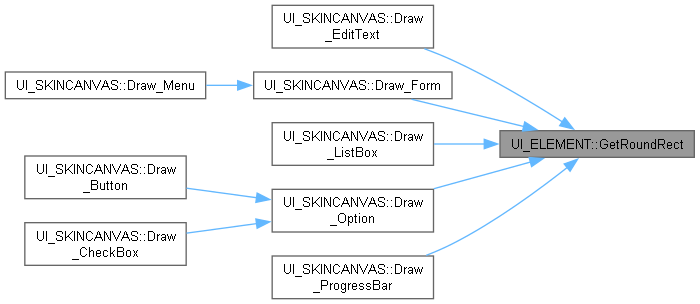 UI_SKINCANVAS::Draw
_EditText
UI_SKINCANVAS::Draw_Menu
UI_SKINCANVAS::Draw_Form
UI_SKINCANVAS::Draw
_ListBox
UI_ELEMENT::GetRoundRect
UI_SKINCANVAS::Draw
_Button
UI_SKINCANVAS::Draw
_Option
UI_SKINCANVAS::Draw
_CheckBox
UI_SKINCANVAS::Draw
_ProgressBar